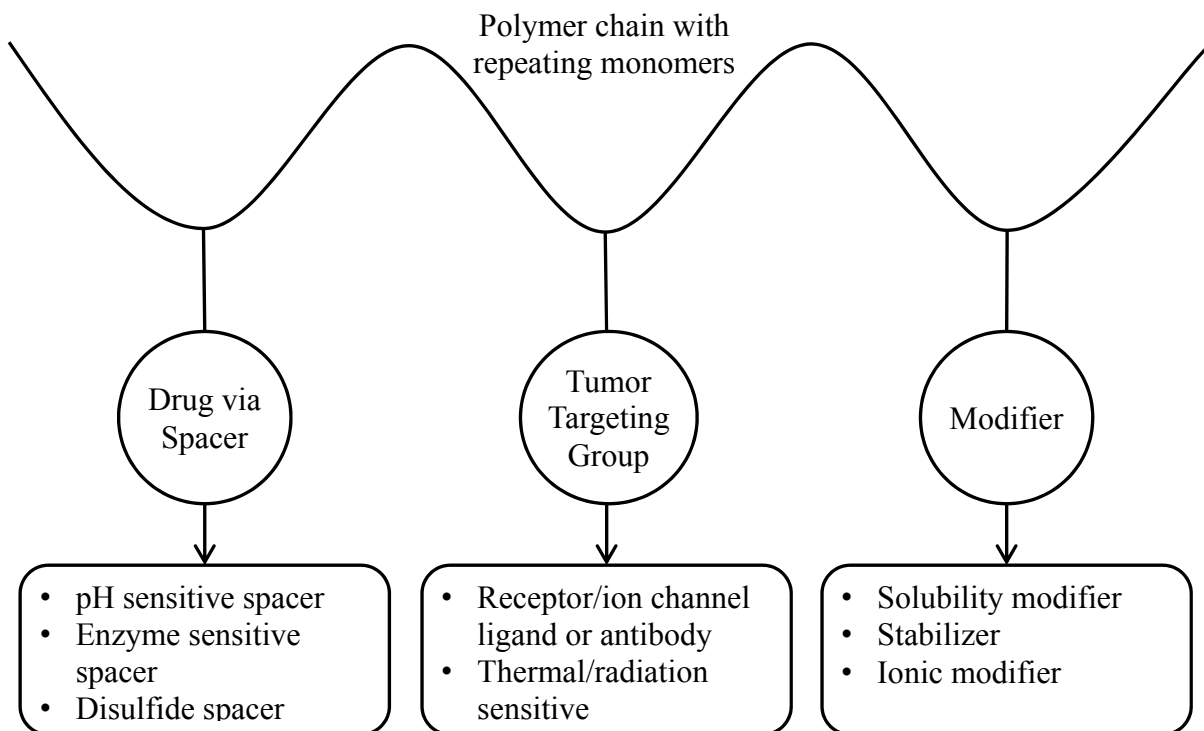 Polymer chain with
repeating monomers
Drug via
Spacer
Tumor
Targeting
Group
Modifier
• pH sensitive spacer
• Enzyme sensitive
spacer
• Disulfide spacer
• Receptor/ion channel
ligand or antibody
• Thermal/radiation
sensitive
• Solubility modifier
• Stabilizer
• Ionic modifier